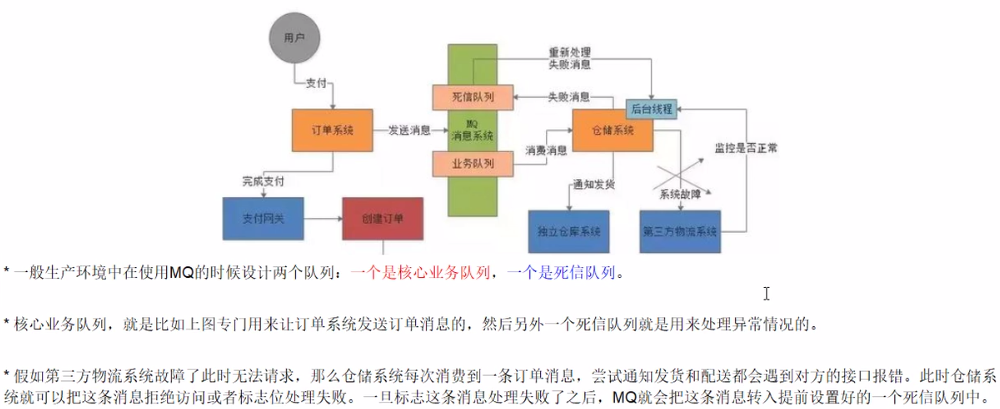 用户
支付
订单系统
发送消息
死信队列
MQ
消息系统
业务队列
重新处理
失败消息
失败消息
消费消息
后台线程
仓储系统
监控是否正常
通知发货
系统故障
完成支付
支付网关
创建订单
独立仓库系统
第三方物流系统
* 一般生产环境中在使用MQ的时候设计两个队列：一个是核心业务队列，一个是死信队列。
* 核心业务队列，就是比如上图专门用来让订单系统发送订单消息的，然后另外一个死信队列就是用来处理异常情况的。
* 假如第三方物流系统故障了此时无法请求，那么仓储系统每次消费到一条订单消息，尝试通知发货和配送都会遇到对方的接口报错。此时仓储系
统就可以把这条消息拒绝访问或者标志位处理失败。一旦标志这条消息处理失败了之后，MQ就会把这条消息转入提前设置好的一个死信队列中。